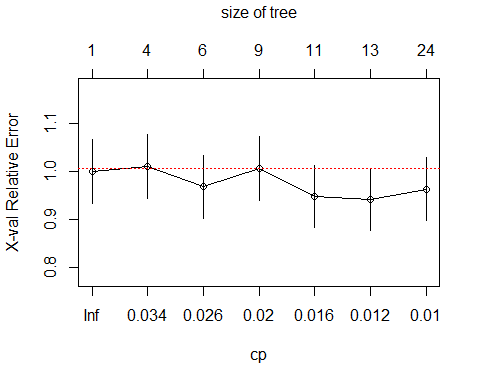 size of tree
1 4 6 9 11 13 24
X-val Relative Error
1.1
1.0
0.9
0.8
Inf 0.034 0.026 0.02 0.016 0.012 0.01
cp